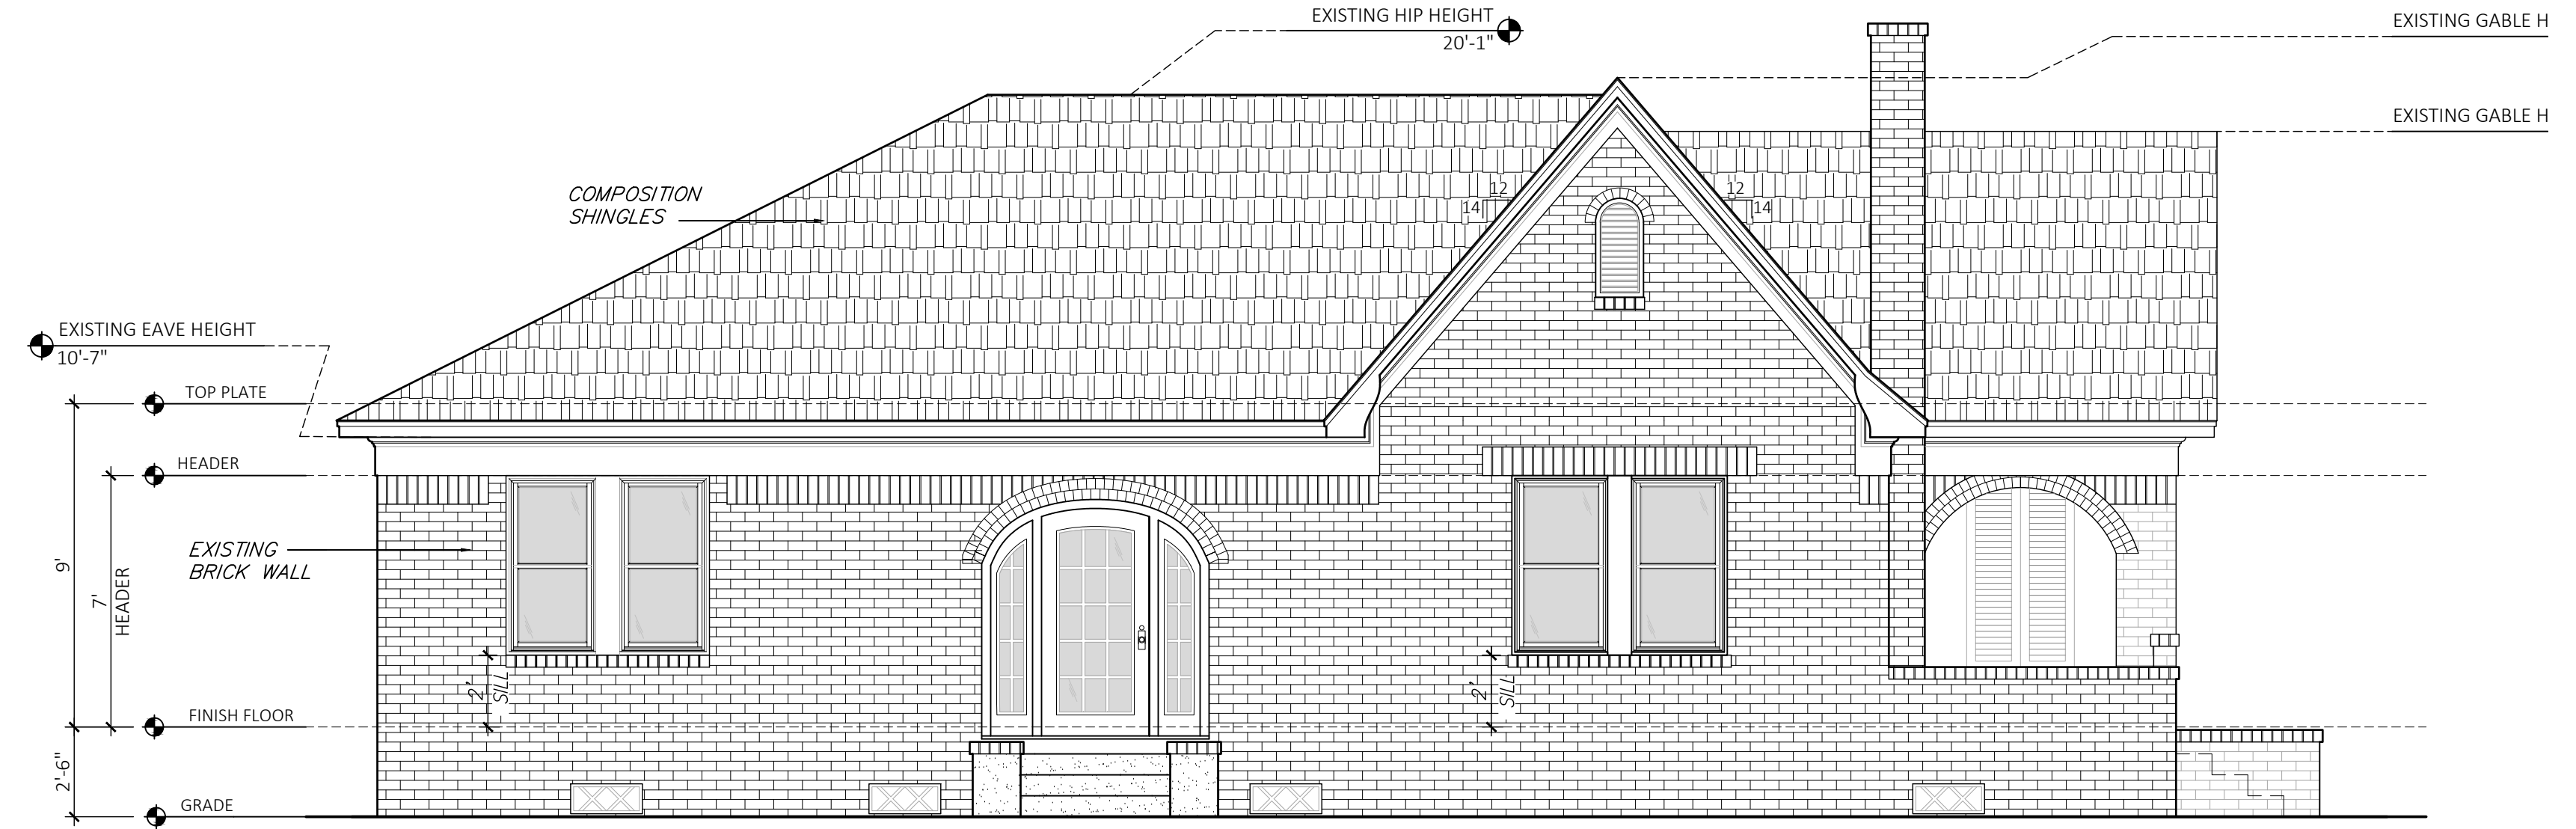 EXISTING HIP HEIGHT
20'-1"
EXISTING GABLE H
EXISTING GABLE H
COMPOSITION
SHINGLES
12
14
12
14
EXISTING EAVE HEIGHT
10'-7"
TOP PLATE
HEADER
EXISTING
BRICK WALL
9'
7'
HEADER
2'
SILL
2'
SILL
FINISH FLOOR
2'-6"
GRADE